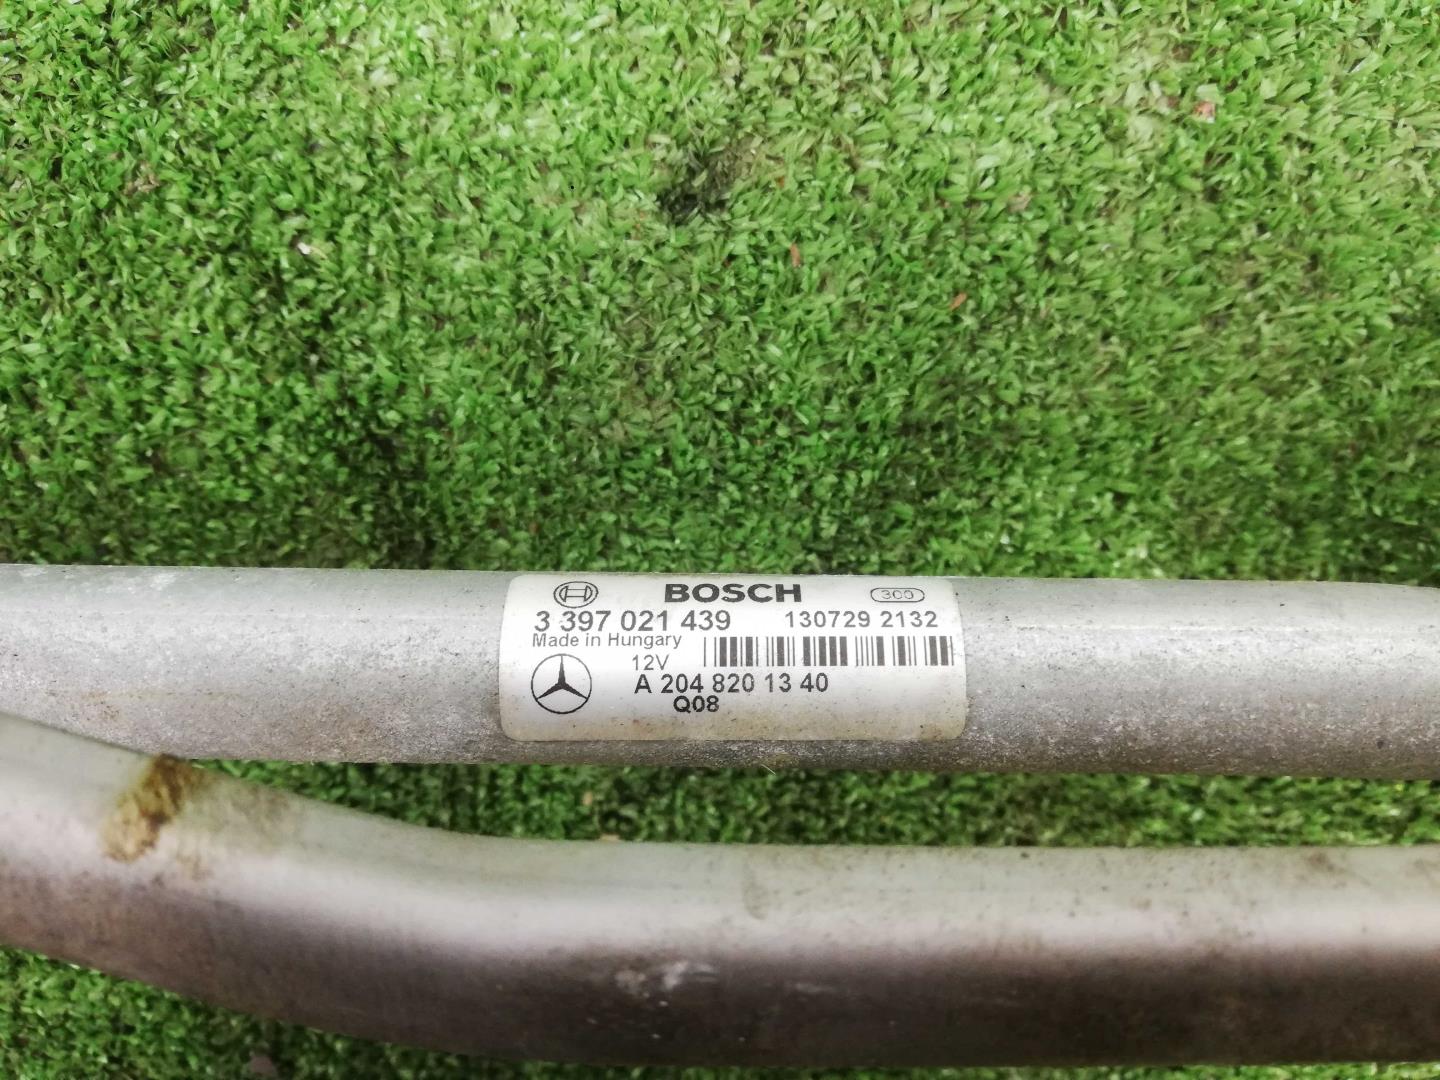 BOSCH 300
3 397 021 439 130729 2132
Made in Hungary
12V
A 204 820 13 40
Q08